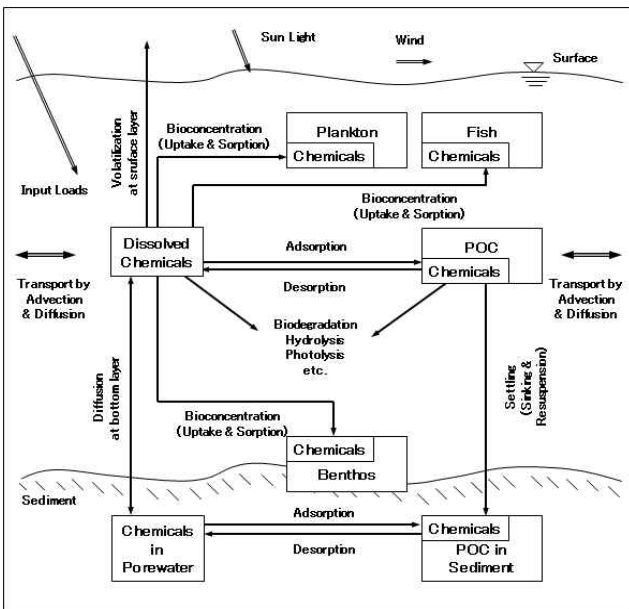 Sun Light
Wind
Surface
Volatilization
at sruface layer
Bioconcentration
(Uptake & Sorption)
Plankton
Chemicals
Fish
Chemicals
Input Loads
Bioconcentration
(Uptake & Sorption)
Dissolved
Chemicals
Adsorption
Desorption
POC
Chemicals
Transport by
Advection
& Diffusion
Transport by
Advection
& Diffusion
Biodegradation
Hydrolysis
Photolysis
etc.
Diffusion
at bottom layer
Settling
(Sinking &
Resuspension)
Bioconcentration
(Uptake & Sorption)
Chemicals
Benthos
Sediment
Chemicals
in
Porewater
Adsorption
Desorption
Chemicals
POC in
Sediment